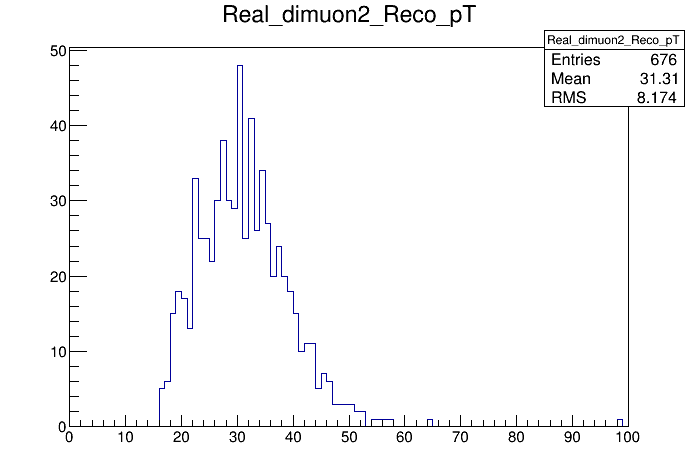 Real_dimuon2_Reco_pT
Real_dimuon2_Reco_pT
Entries 676
Mean 31.31
RMS 8.174
50
40
30
20
10
0
0 10 20 30 40 50 60 70 80 90 100